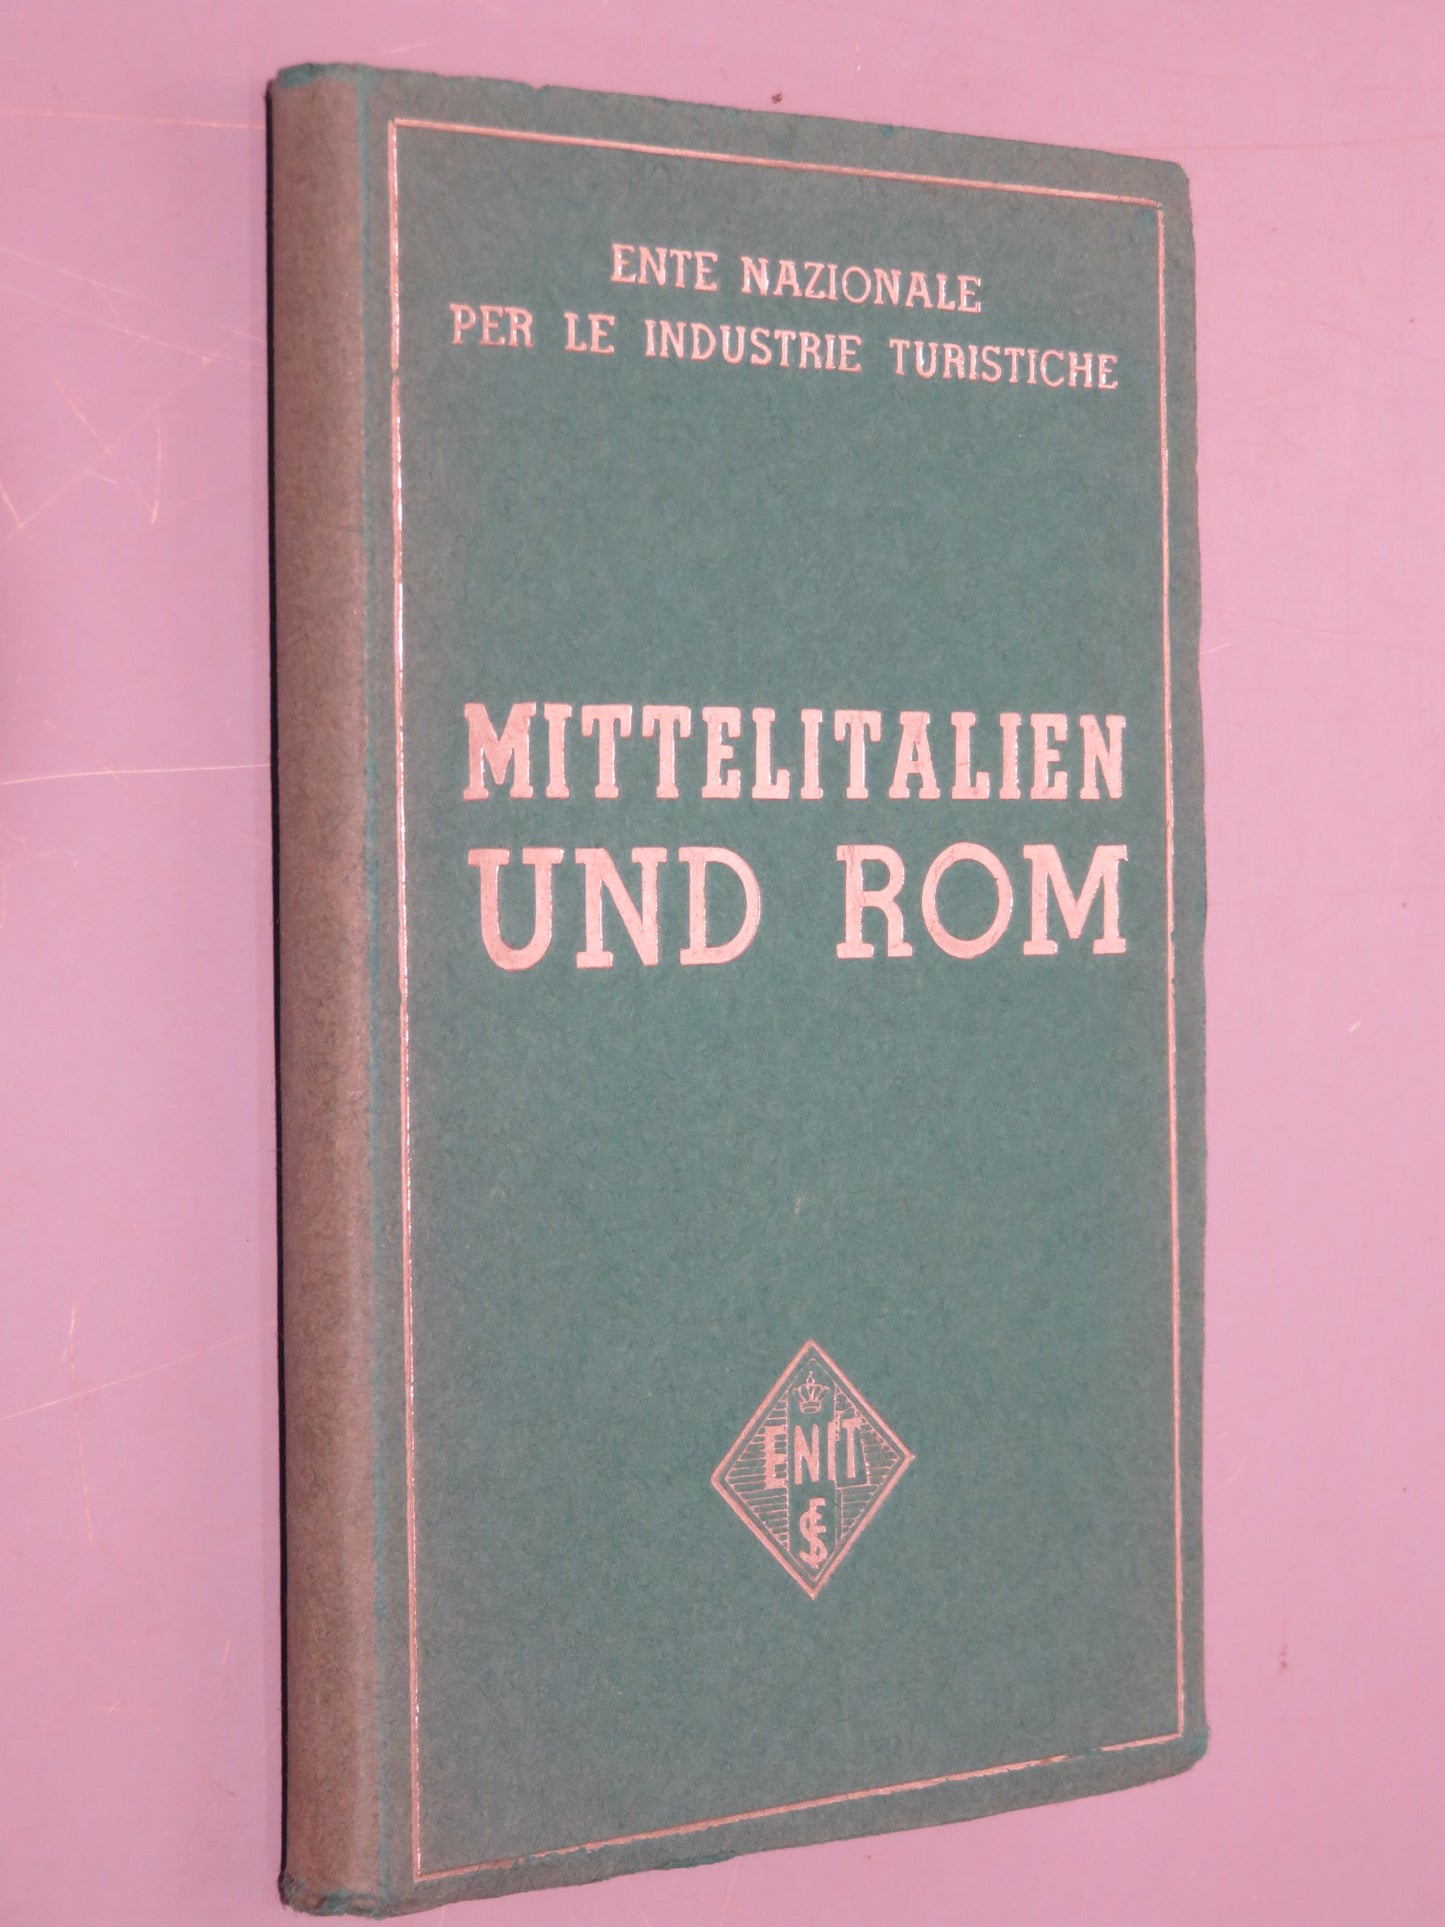 ENTE NAZIONALE
PER LE INDUSTRIE TURISTICHE
MITTELITALIEN
UND ROM
ENIT